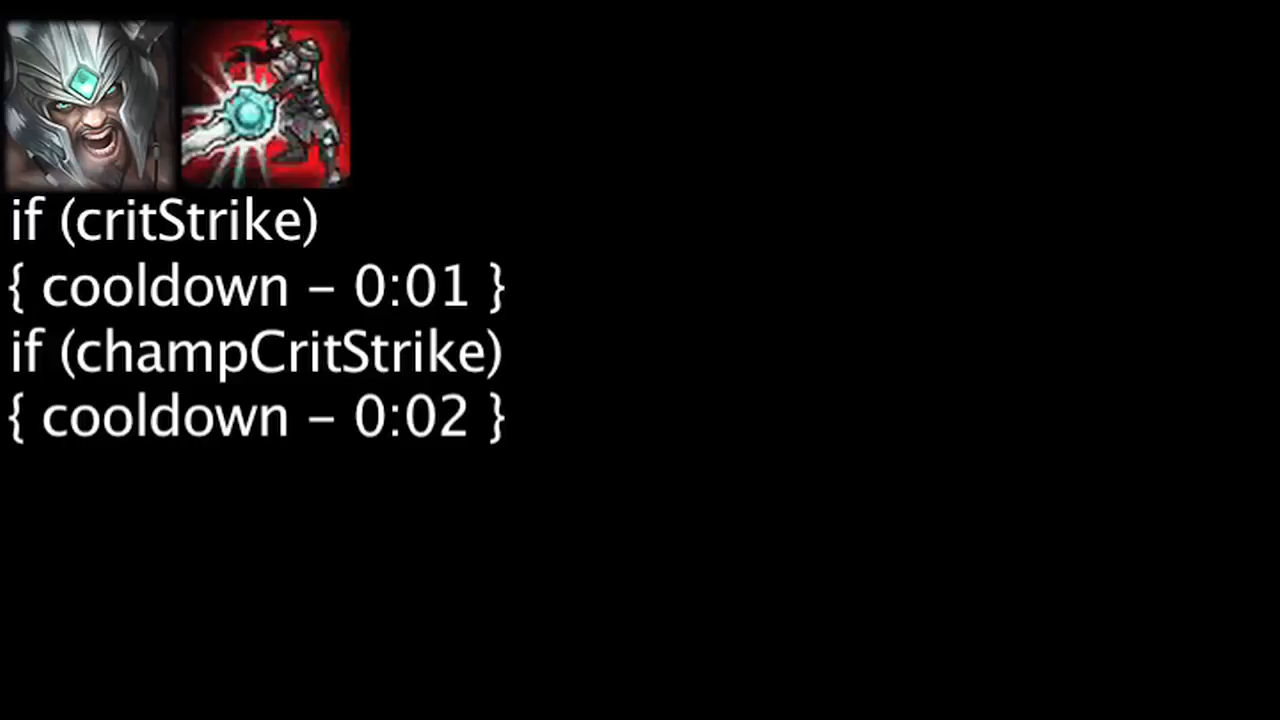 if (critStrike)
{ cooldown – 0:01 }
if (champCritStrike)
{ cooldown – 0:02 }